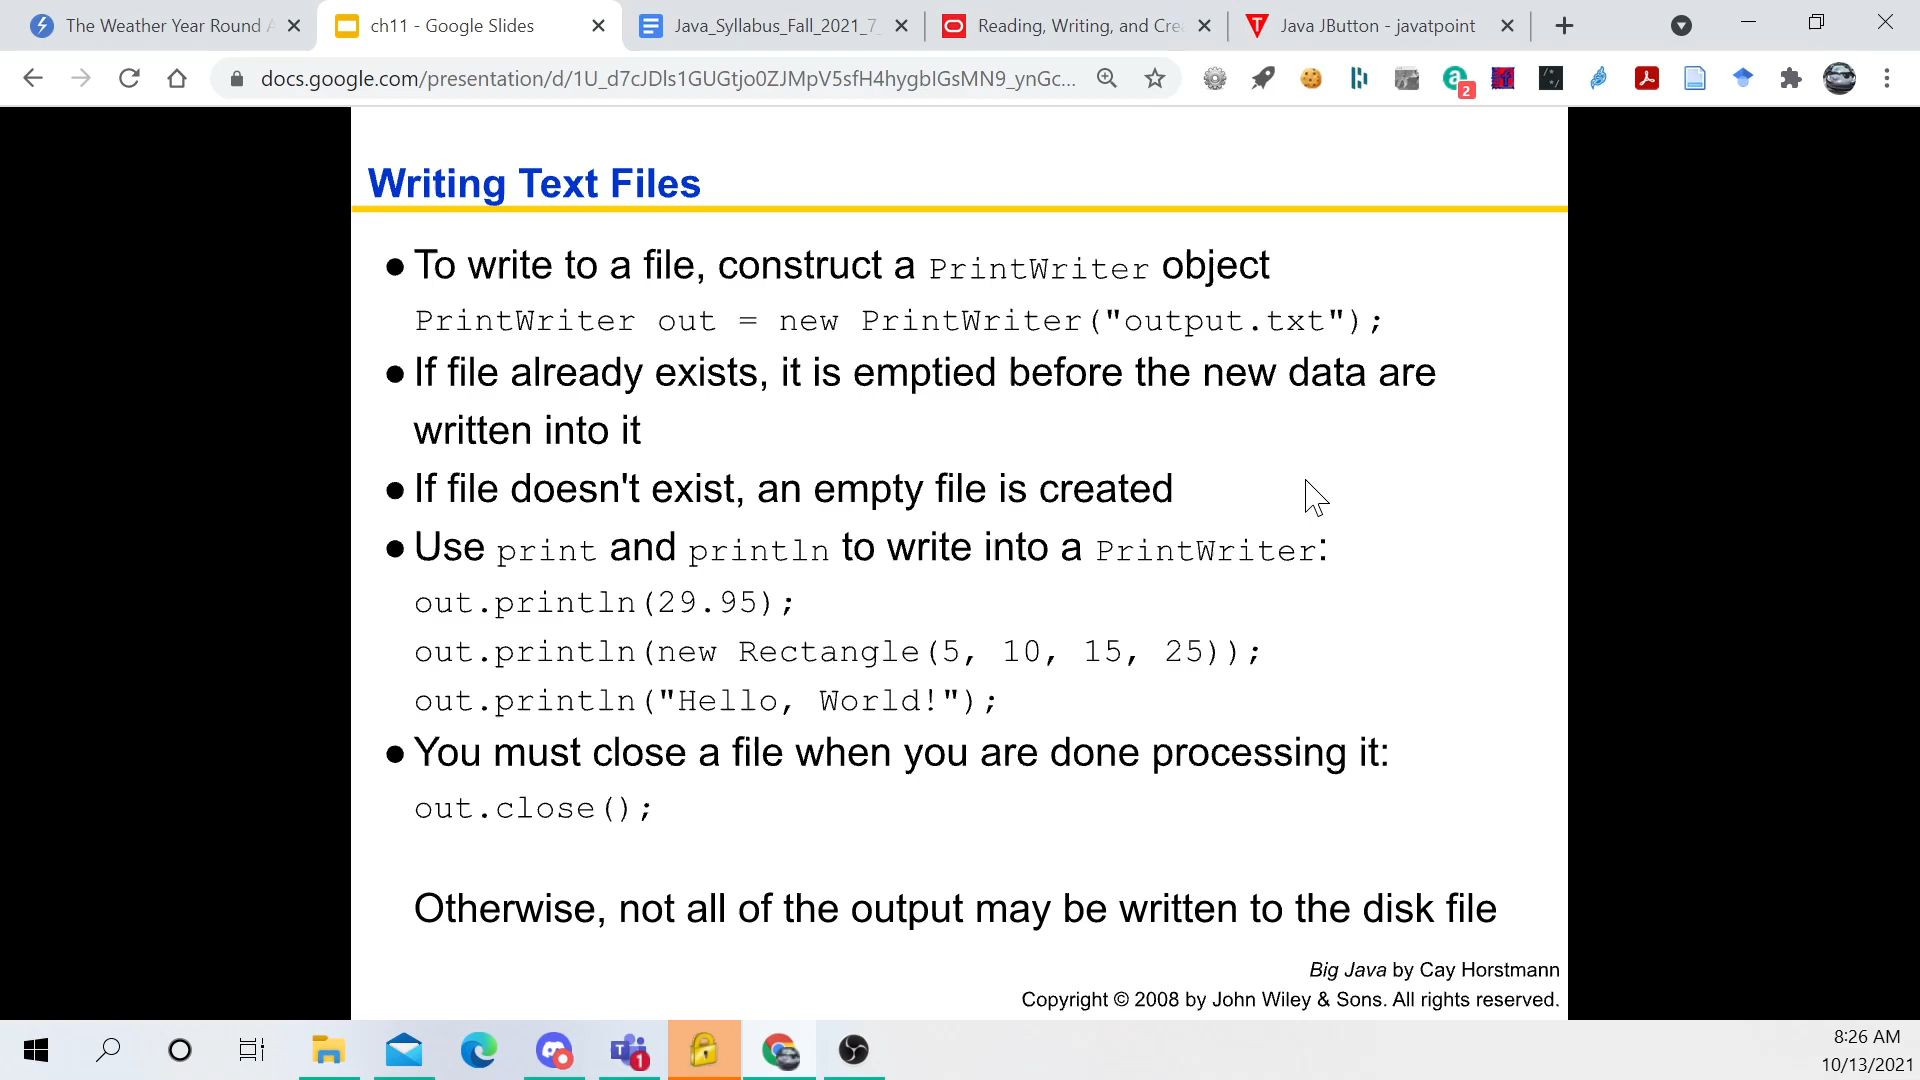 The Weather Year Round A
ch11 - Google Slides
Java_Syllabus_Fall_2021_7_
Reading, Writing, and Cre
Java JButton - javatpoint
docs.google.com/presentation/d/1U_d7cJDls1GUGtjo0ZJMpV5sfH4hygbIGsMN9_ynGc...
2
Writing Text Files
● To write to a file, construct a PrintWriter object
PrintWriter out = new PrintWriter("output.txt");
● If file already exists, it is emptied before the new data are
written into it
● If file doesn't exist, an empty file is created
● Use print and println to write into a PrintWriter:
out.println(29.95);
out.println(new Rectangle(5, 10, 15, 25));
out.println("Hello, World!");
● You must close a file when you are done processing it:
out.close();
Otherwise, not all of the output may be written to the disk file
Big Java by Cay Horstmann
Copyright © 2008 by John Wiley & Sons. All rights reserved.
1
8:26 AM
10/13/2021